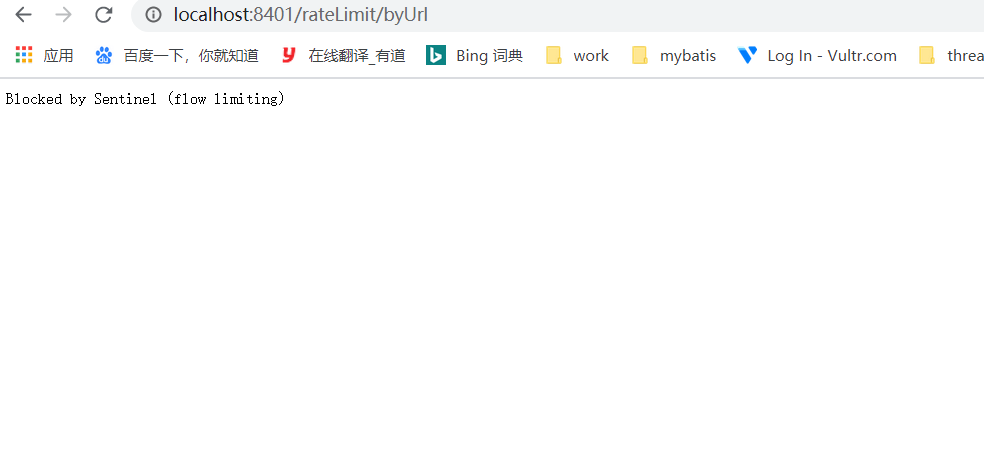 localhost:8401/rateLimit/byUrl
应用 百度一下，你就知道 在线翻译_有道 Bing 词典 work mybatis Log In - Vultr.com threa
Blocked by Sentinel (flow limiting)